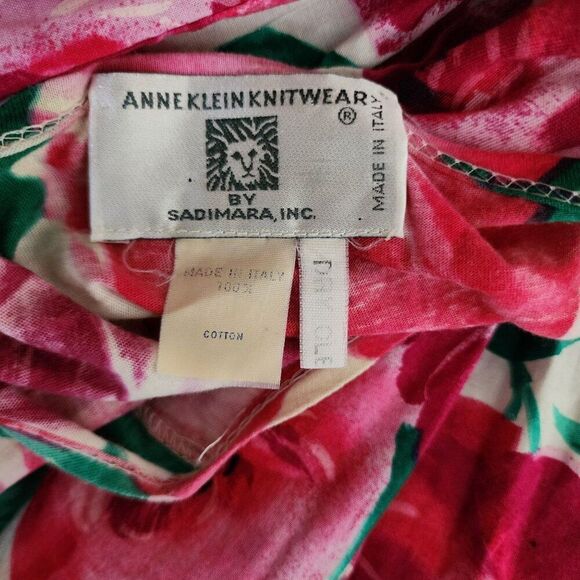 ANNE KLEIN KNITWEAR
®
BY
SADIMARA, INC.
MADE IN ITALY
MADE IN ITALY
100%
COTTON
DRY CLE